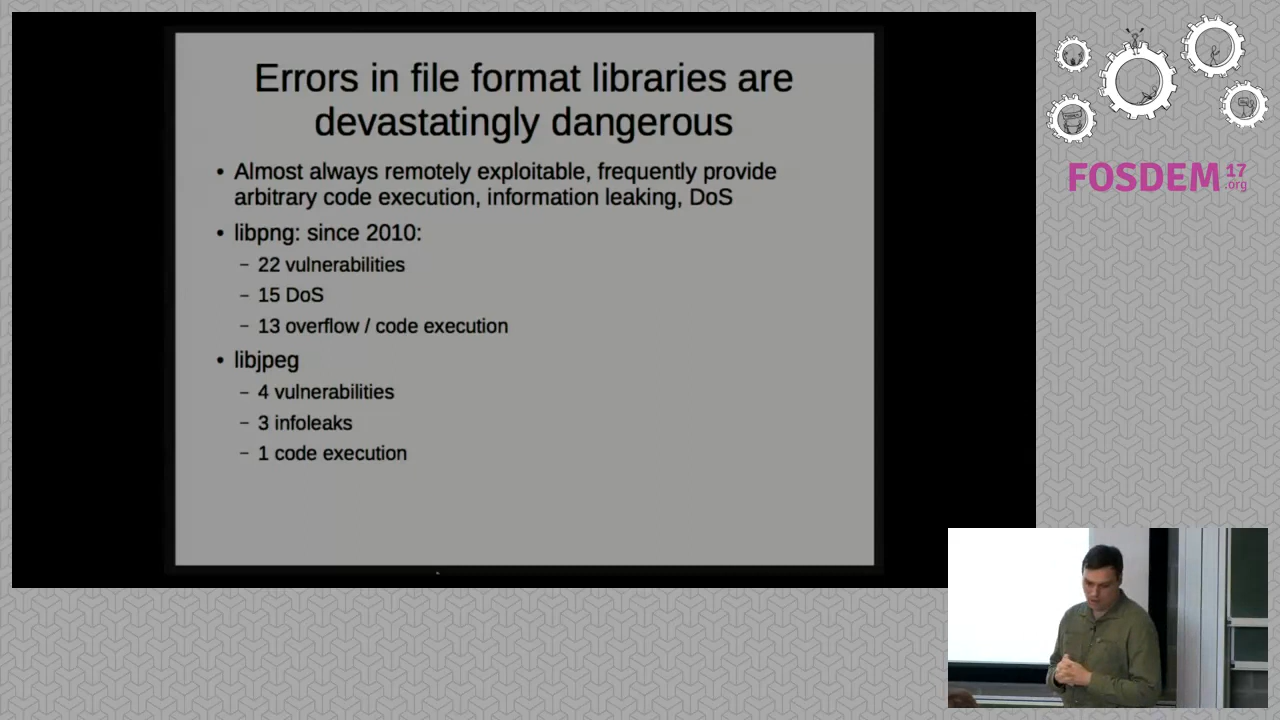 Errors in file format libraries are
devastatingly dangerous
• Almost always remotely exploitable, frequently provide
arbitrary code execution, information leaking, DoS
• libpng: since 2010:
– 22 vulnerabilities
– 15 DoS
– 13 overflow / code execution
• libjpeg
– 4 vulnerabilities
– 3 infoleaks
– 1 code execution
FOSDEM 17
.org